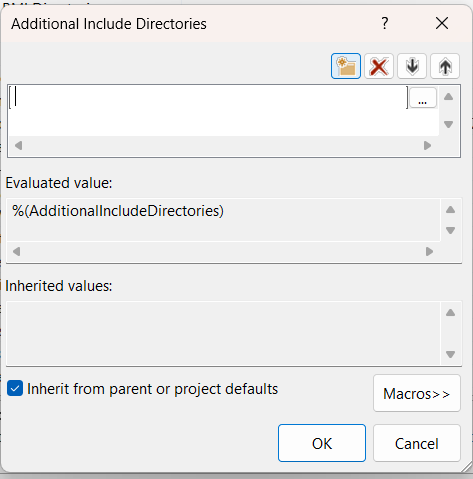 Additional Include Directories
?
...
Evaluated value:
%(AdditionalIncludeDirectories)
Inherited values:
Inherit from parent or project defaults
Macros>>
OK
Cancel